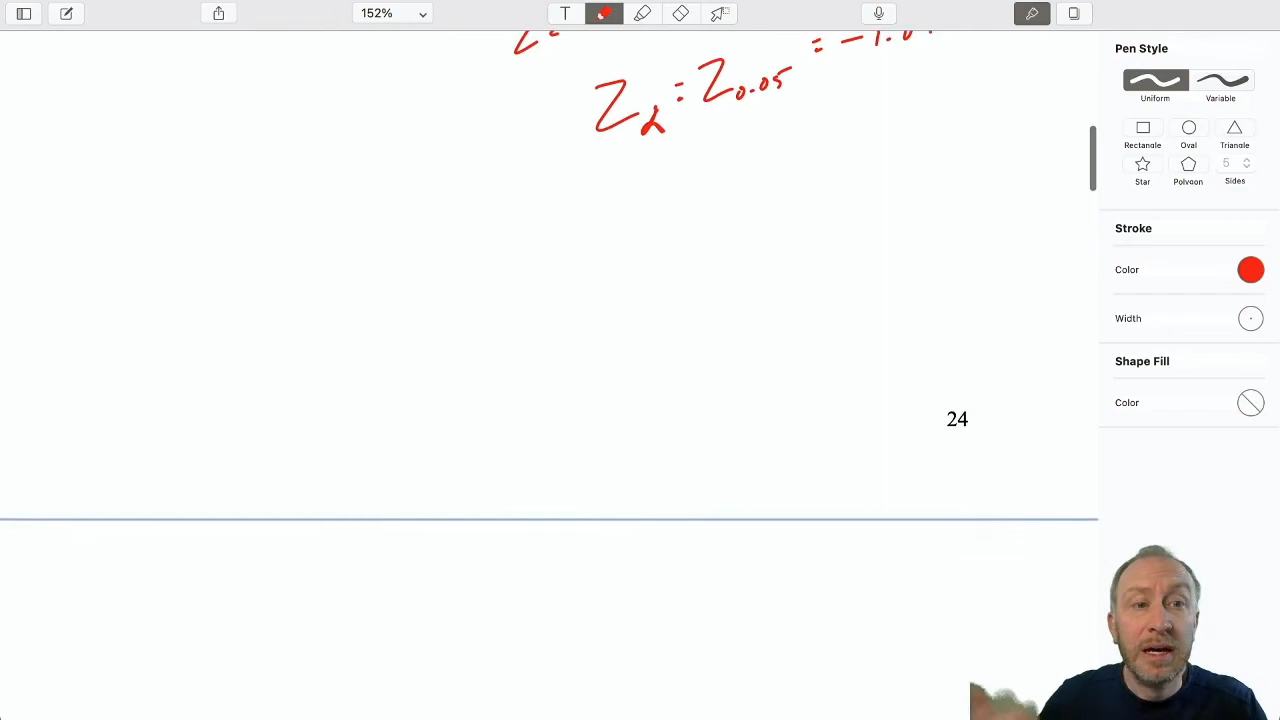 152%
T
Pen Style
Uniform
Variable
Rectangle
Oval
Triangle
5
Star
Polygon
Sides
Stroke
Color
Width
Shape Fill
Color
Zα = Z0.05
24